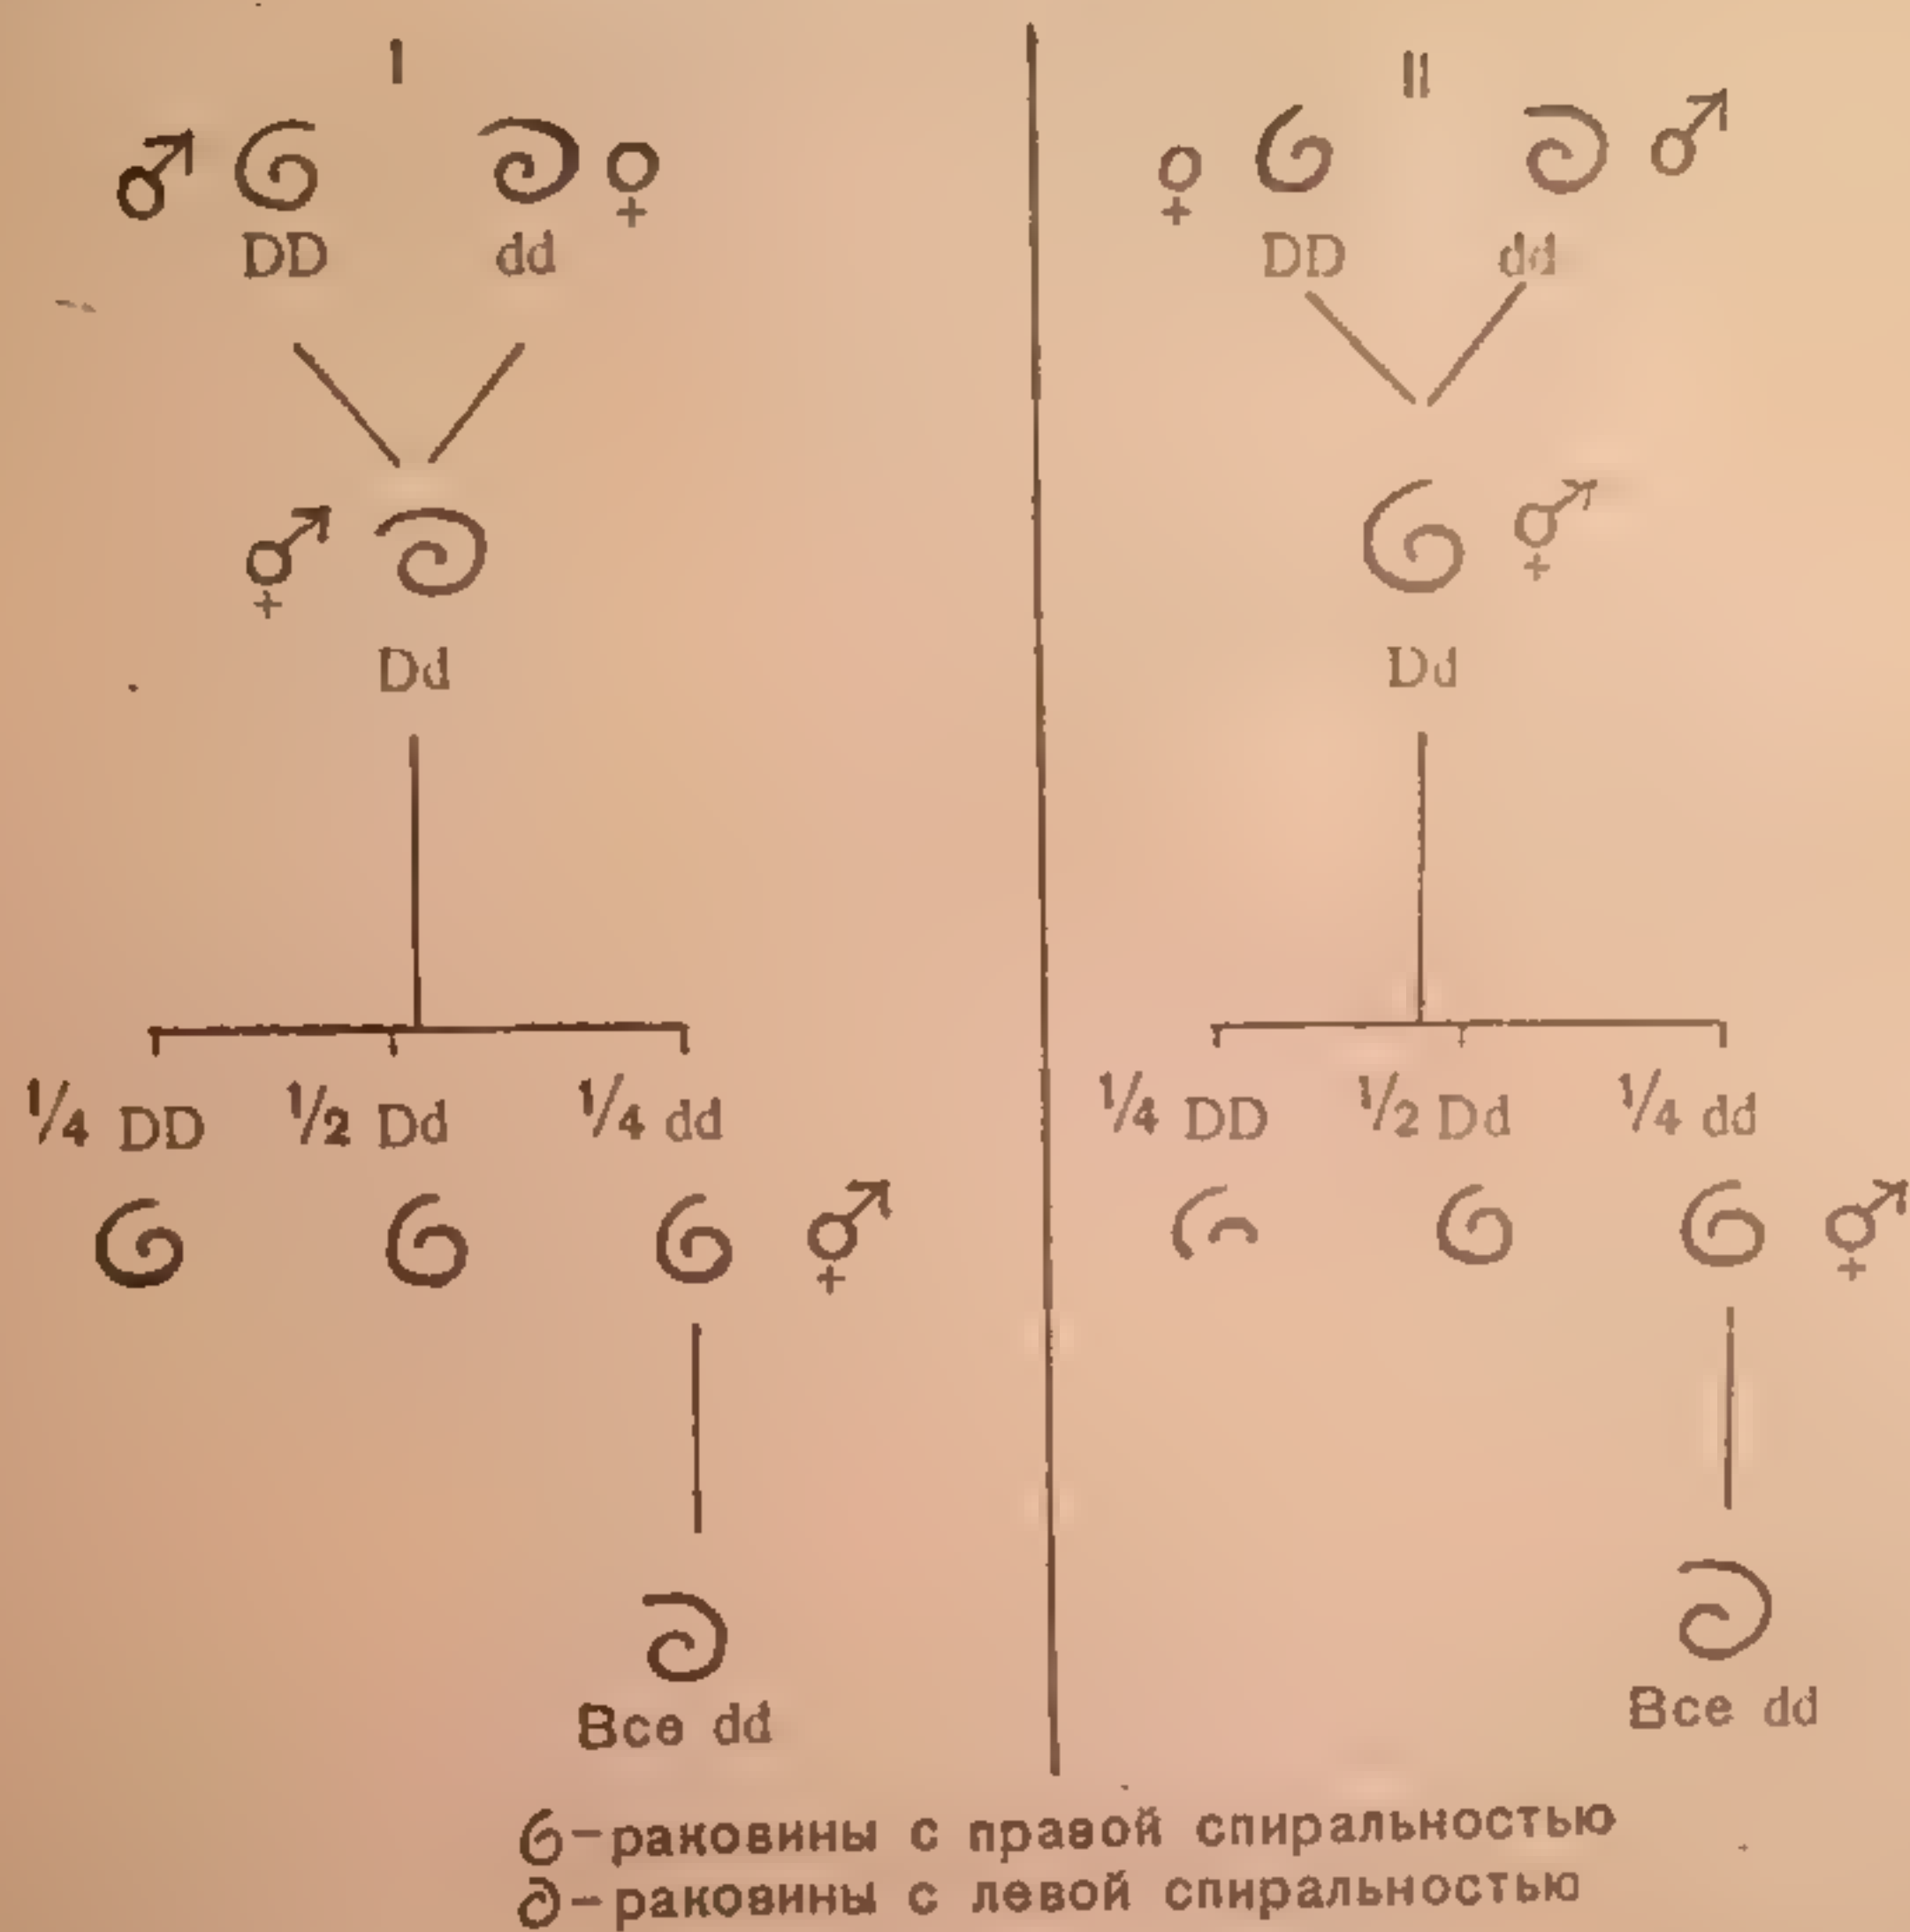 I
II
♂ ♀
♀ ♂
DD dd
DD dd
Dd
Dd
1/4 DD 1/2 Dd 1/4 dd
1/4 DD 1/2 Dd 1/4 dd
Все dd
Все dd
– раковины с правой спиральностью
– раковины с левой спиральностью